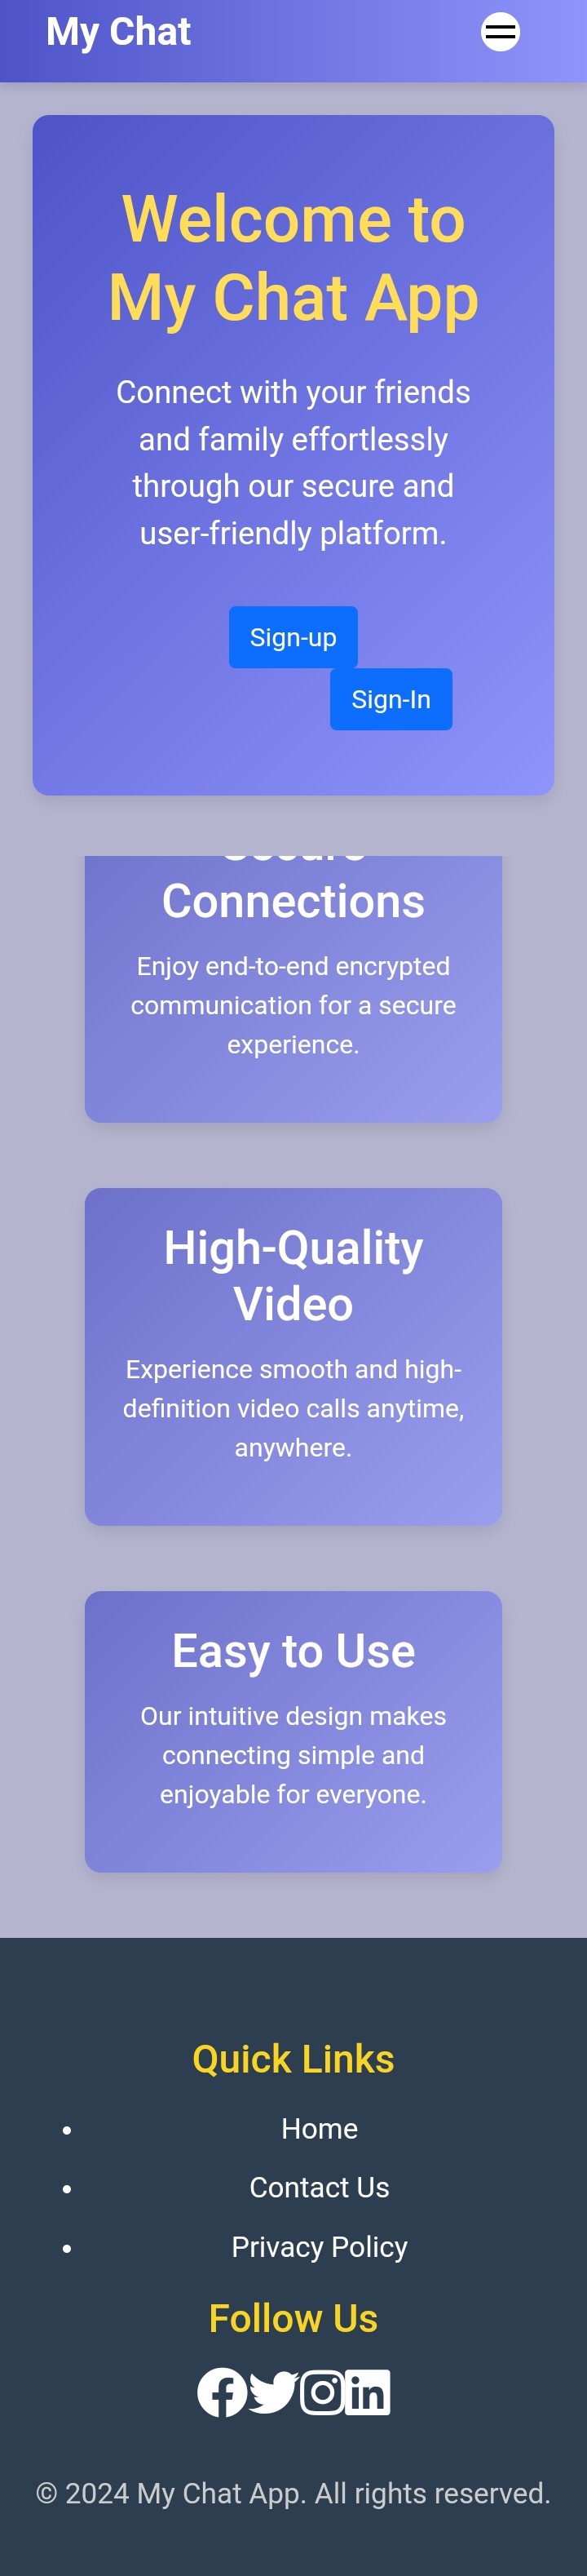 My Chat
Welcome to
My Chat App
Connect with your friends
and family effortlessly
through our secure and
user-friendly platform.
Sign-up
Sign-In
Secure
Connections
Enjoy end-to-end encrypted
communication for a secure
experience.
High-Quality
Video
Experience smooth and high-
definition video calls anytime,
anywhere.
Easy to Use
Our intuitive design makes
connecting simple and
enjoyable for everyone.
Quick Links
• Home
• Contact Us
• Privacy Policy
Follow Us
© 2024 My Chat App. All rights reserved.